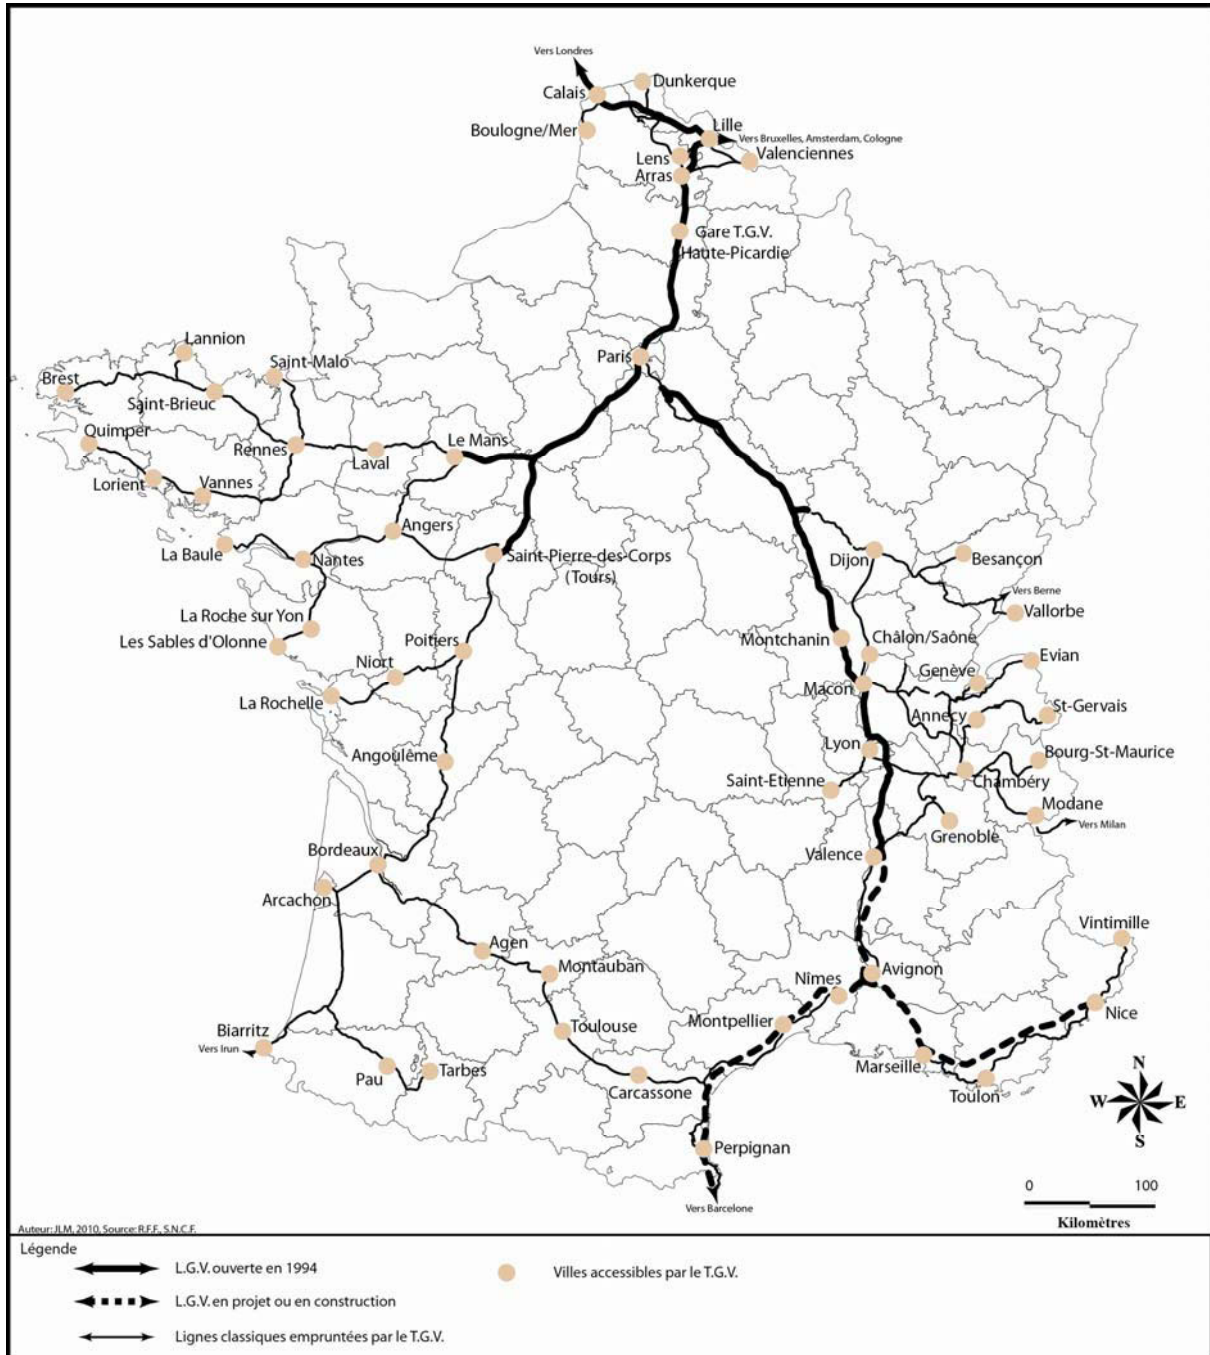 Vers Londres
Dunkerque
Calais
Boulogne/Mer
Lille
Vers Bruxelles, Amsterdam, Cologne
Lens
Valenciennes
Arras
Gare T.G.V.
Haute-Picardie
Paris
Lannion
Saint-Malo
Brest
Saint-Brieuc
Quimper
Rennes
Le Mans
Laval
Lorient
Vannes
Angers
La Baule
Nantes
Saint-Pierre-des-Corps
(Tours)
Dijon
Besançon
Vers Berne
Vallorbe
La Roche sur Yon
Les Sables d'Olonne
Poitiers
Montchanin
Châlon/Saône
Niort
Genève
Evian
La Rochelle
Macon
Annecy
St-Gervais
Angoulême
Lyon
Bourg-St-Maurice
Saint-Etienne
Chambéry
Modane
Vers Milan
Grenoble
Bordeaux
Valence
Arcachon
Vintimille
Agen
Montauban
Avignon
Nîmes
Nice
Biarritz
Toulouse
Montpellier
Vers Irun
Marseille
Pau
Tarbes
Carcassone
Toulon
N
W E
S
Perpignan
Vers Barcelone
0 100
Kilomètres
Auteur: JLM, 2010, Source: R.F.F., S.N.C.F.
Légende
L.G.V. ouverte en 1994
Villes accessibles par le T.G.V.
L.G.V. en projet ou en construction
Lignes classiques empruntées par le T.G.V.